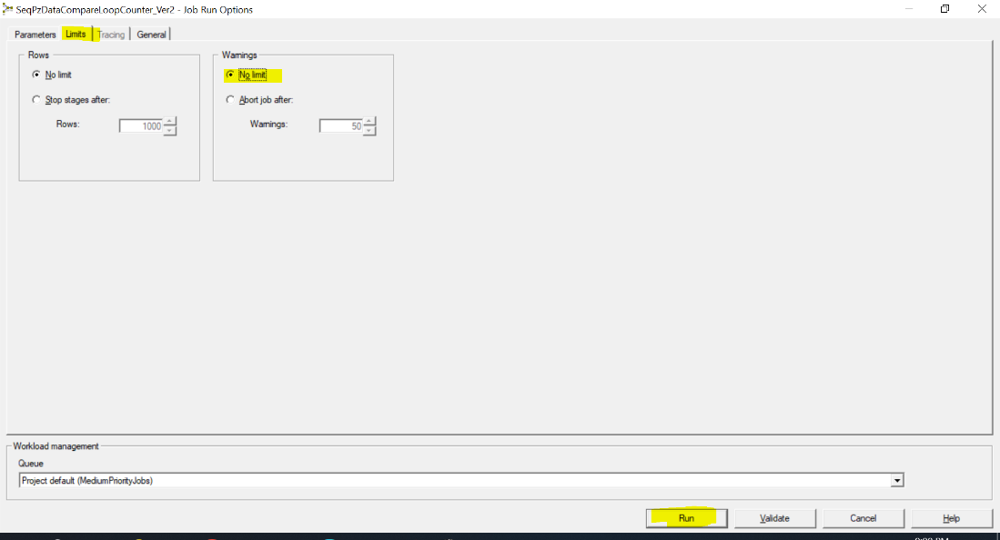 SeqPzDataCompareLoopCounter_Ver2 - Job Run Options
Parameters Limits Tracing General
Rows Warnings
No limit No limit
Stop stages after: Abort job after:
Rows: 1000 Warnings: 50
Workload management
Queue
Project default (MediumPriorityJobs)
Run Validate Cancel Help